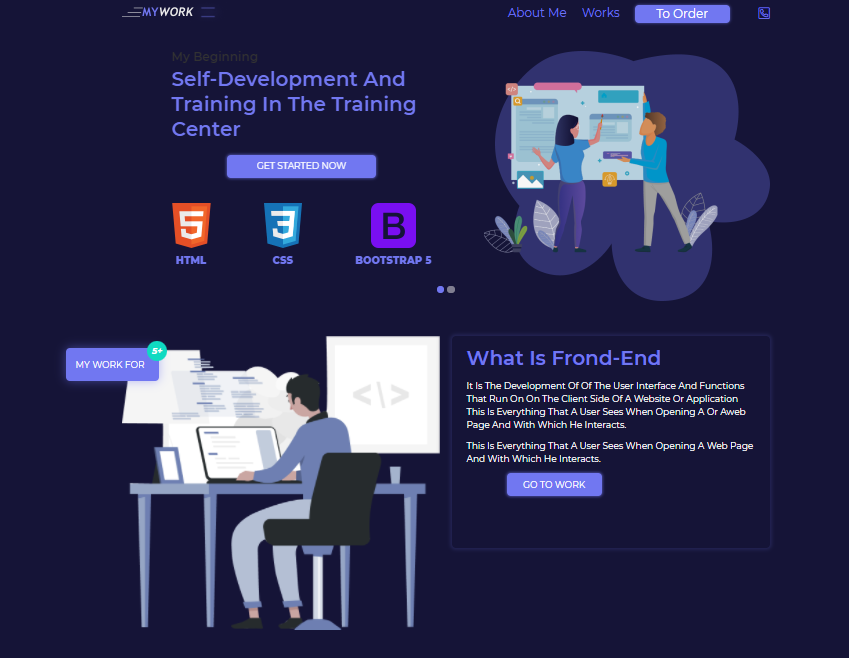 MYWORK
About Me
Works
To Order
My Beginning
Self-Development And
Training In The Training
Center
GET STARTED NOW
HTML
CSS
BOOTSTRAP 5
MY WORK FOR
5+
</>
What Is Frond-End
It Is The Development Of Of The User Interface And Functions
That Run On On The Client Side Of A Website Or Application
This Is Everything That A User Sees When Opening A Or Aweb
Page And With Which He Interacts.
This Is Everything That A User Sees When Opening A Web Page
And With Which He Interacts.
GO TO WORK